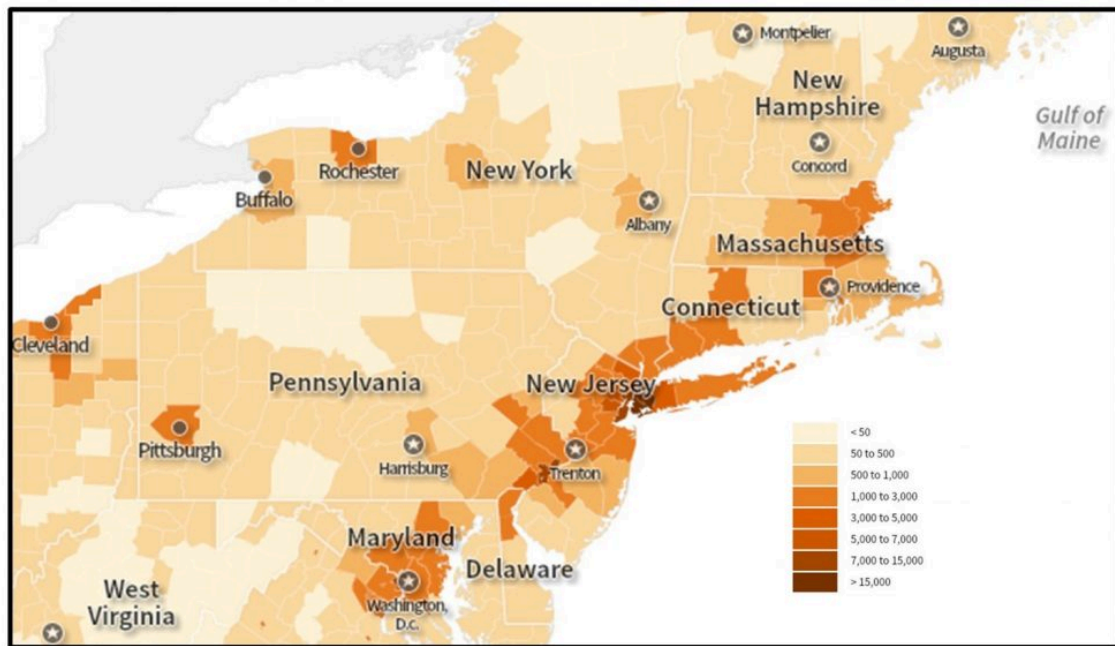 Montpelier
Augusta
New
Hampshire
Gulf of
Maine
Concord
Rochester
New York
Buffalo
Albany
Massachusetts
Providence
Connecticut
Cleveland
Pennsylvania
New Jersey
Pittsburgh
Harrisburg
Trenton
Maryland
Delaware
West
Virginia
Washington,
D.c.
< 50
50 to 500
500 to 1,000
1,000 to 3,000
3,000 to 5,000
5,000 to 7,000
7,000 to 15,000
> 15,000